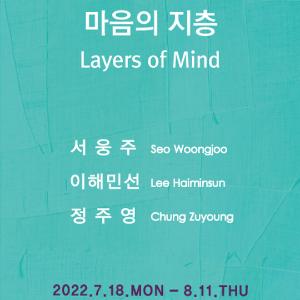 마음의 지층
Layers of Mind
서 웅 주 Seo Woongjoo
이해민선 Lee Haiminsun
정 주 영 Chung Zuyoung
2022.7.18.MON – 8.11.THU